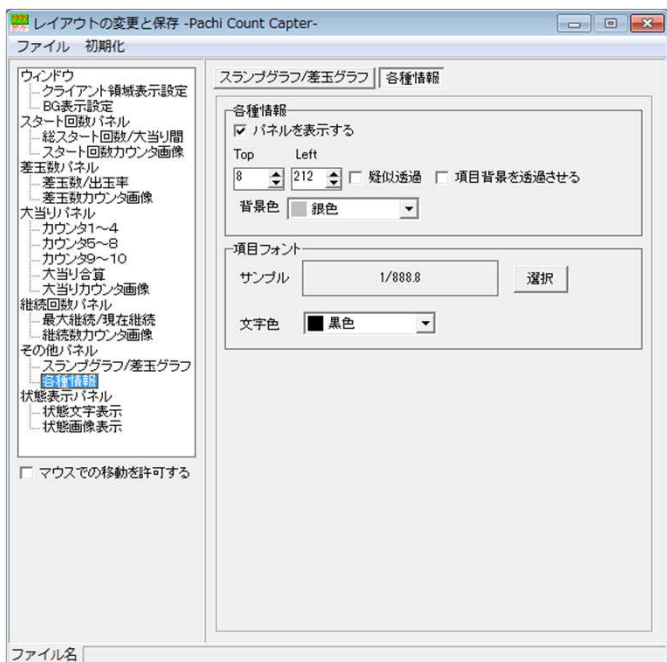 レイアウトの変更と保存 -Pachi Count Capter-
ファイル 初期化
ウィンドウ
クライアント領域表示設定
BG表示設定
スタート回数パネル
総スタート回数/大当り間
スタート回数カウンタ画像
差玉数パネル
差玉数/出玉率
差玉数カウンタ画像
大当りパネル
カウンタ1～4
カウンタ5～8
カウンタ9～10
大当り合算
大当りカウンタ画像
継続回数パネル
最大継続/現在継続
継続数カウンタ画像
その他パネル
スランプグラフ/差玉グラフ
各種情報
状態表示パネル
状態文字表示
状態画像表示
マウスでの移動を許可する
スランプグラフ/差玉グラフ 各種情報
各種情報
パネルを表示する
Top Left
8 212 疑似透過 項目背景を透過させる
背景色 銀色
項目フォント
サンプル 1/888.8 選択
文字色 黒色
ファイル名